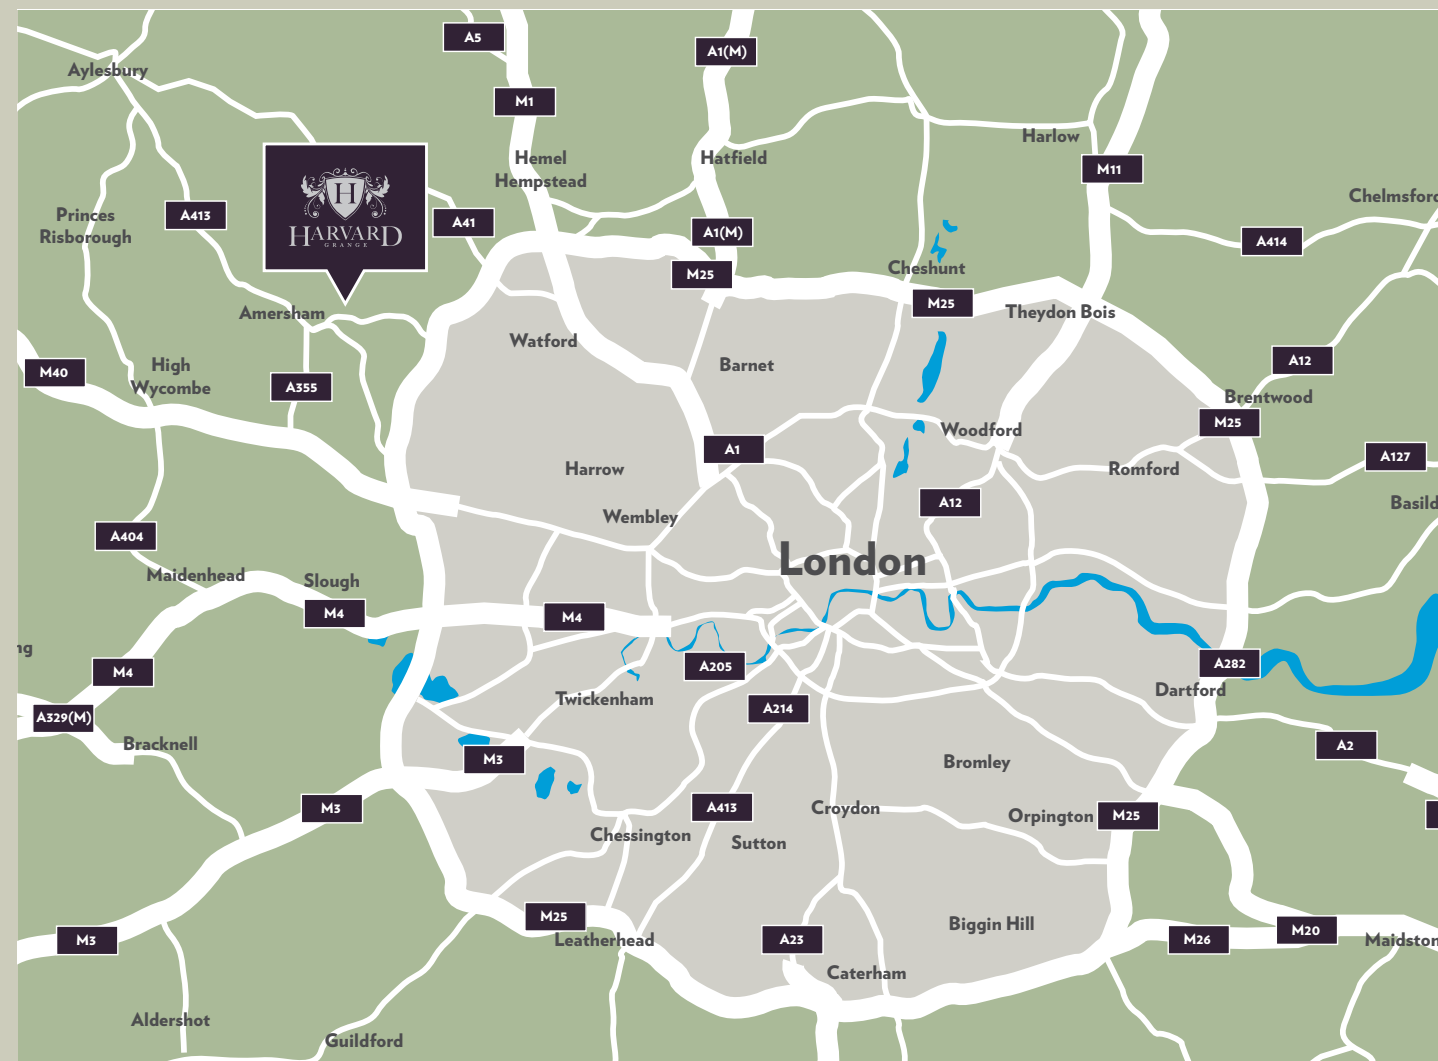 A5
A1(M)
Aylesbury
M1
Harlow
Hemel
Hempstead
Hatfield
M11
Chelmsford
H
HARVARD
GRANGE
Princes
Risborough
A413
A41
A1(M)
A414
Cheshunt
M25
M25
Amersham
Theydon Bois
Watford
Barnet
A12
M40
High
Wycombe
A355
Brentwood
M25
Woodford
A1
A127
Harrow
Romford
A12
Basild
Wembley
A404
London
Maidenhead
Slough
M4
M4
ng
M4
A205
A282
Twickenham
Dartford
A329(M)
A214
Bracknell
A2
M3
Bromley
M3
A413
Croydon
Orpington
M25
Chessington
Sutton
M25
Biggin Hill
M3
Leatherhead
A23
M26
M20
Maidston
Caterham
Aldershot
Guildford